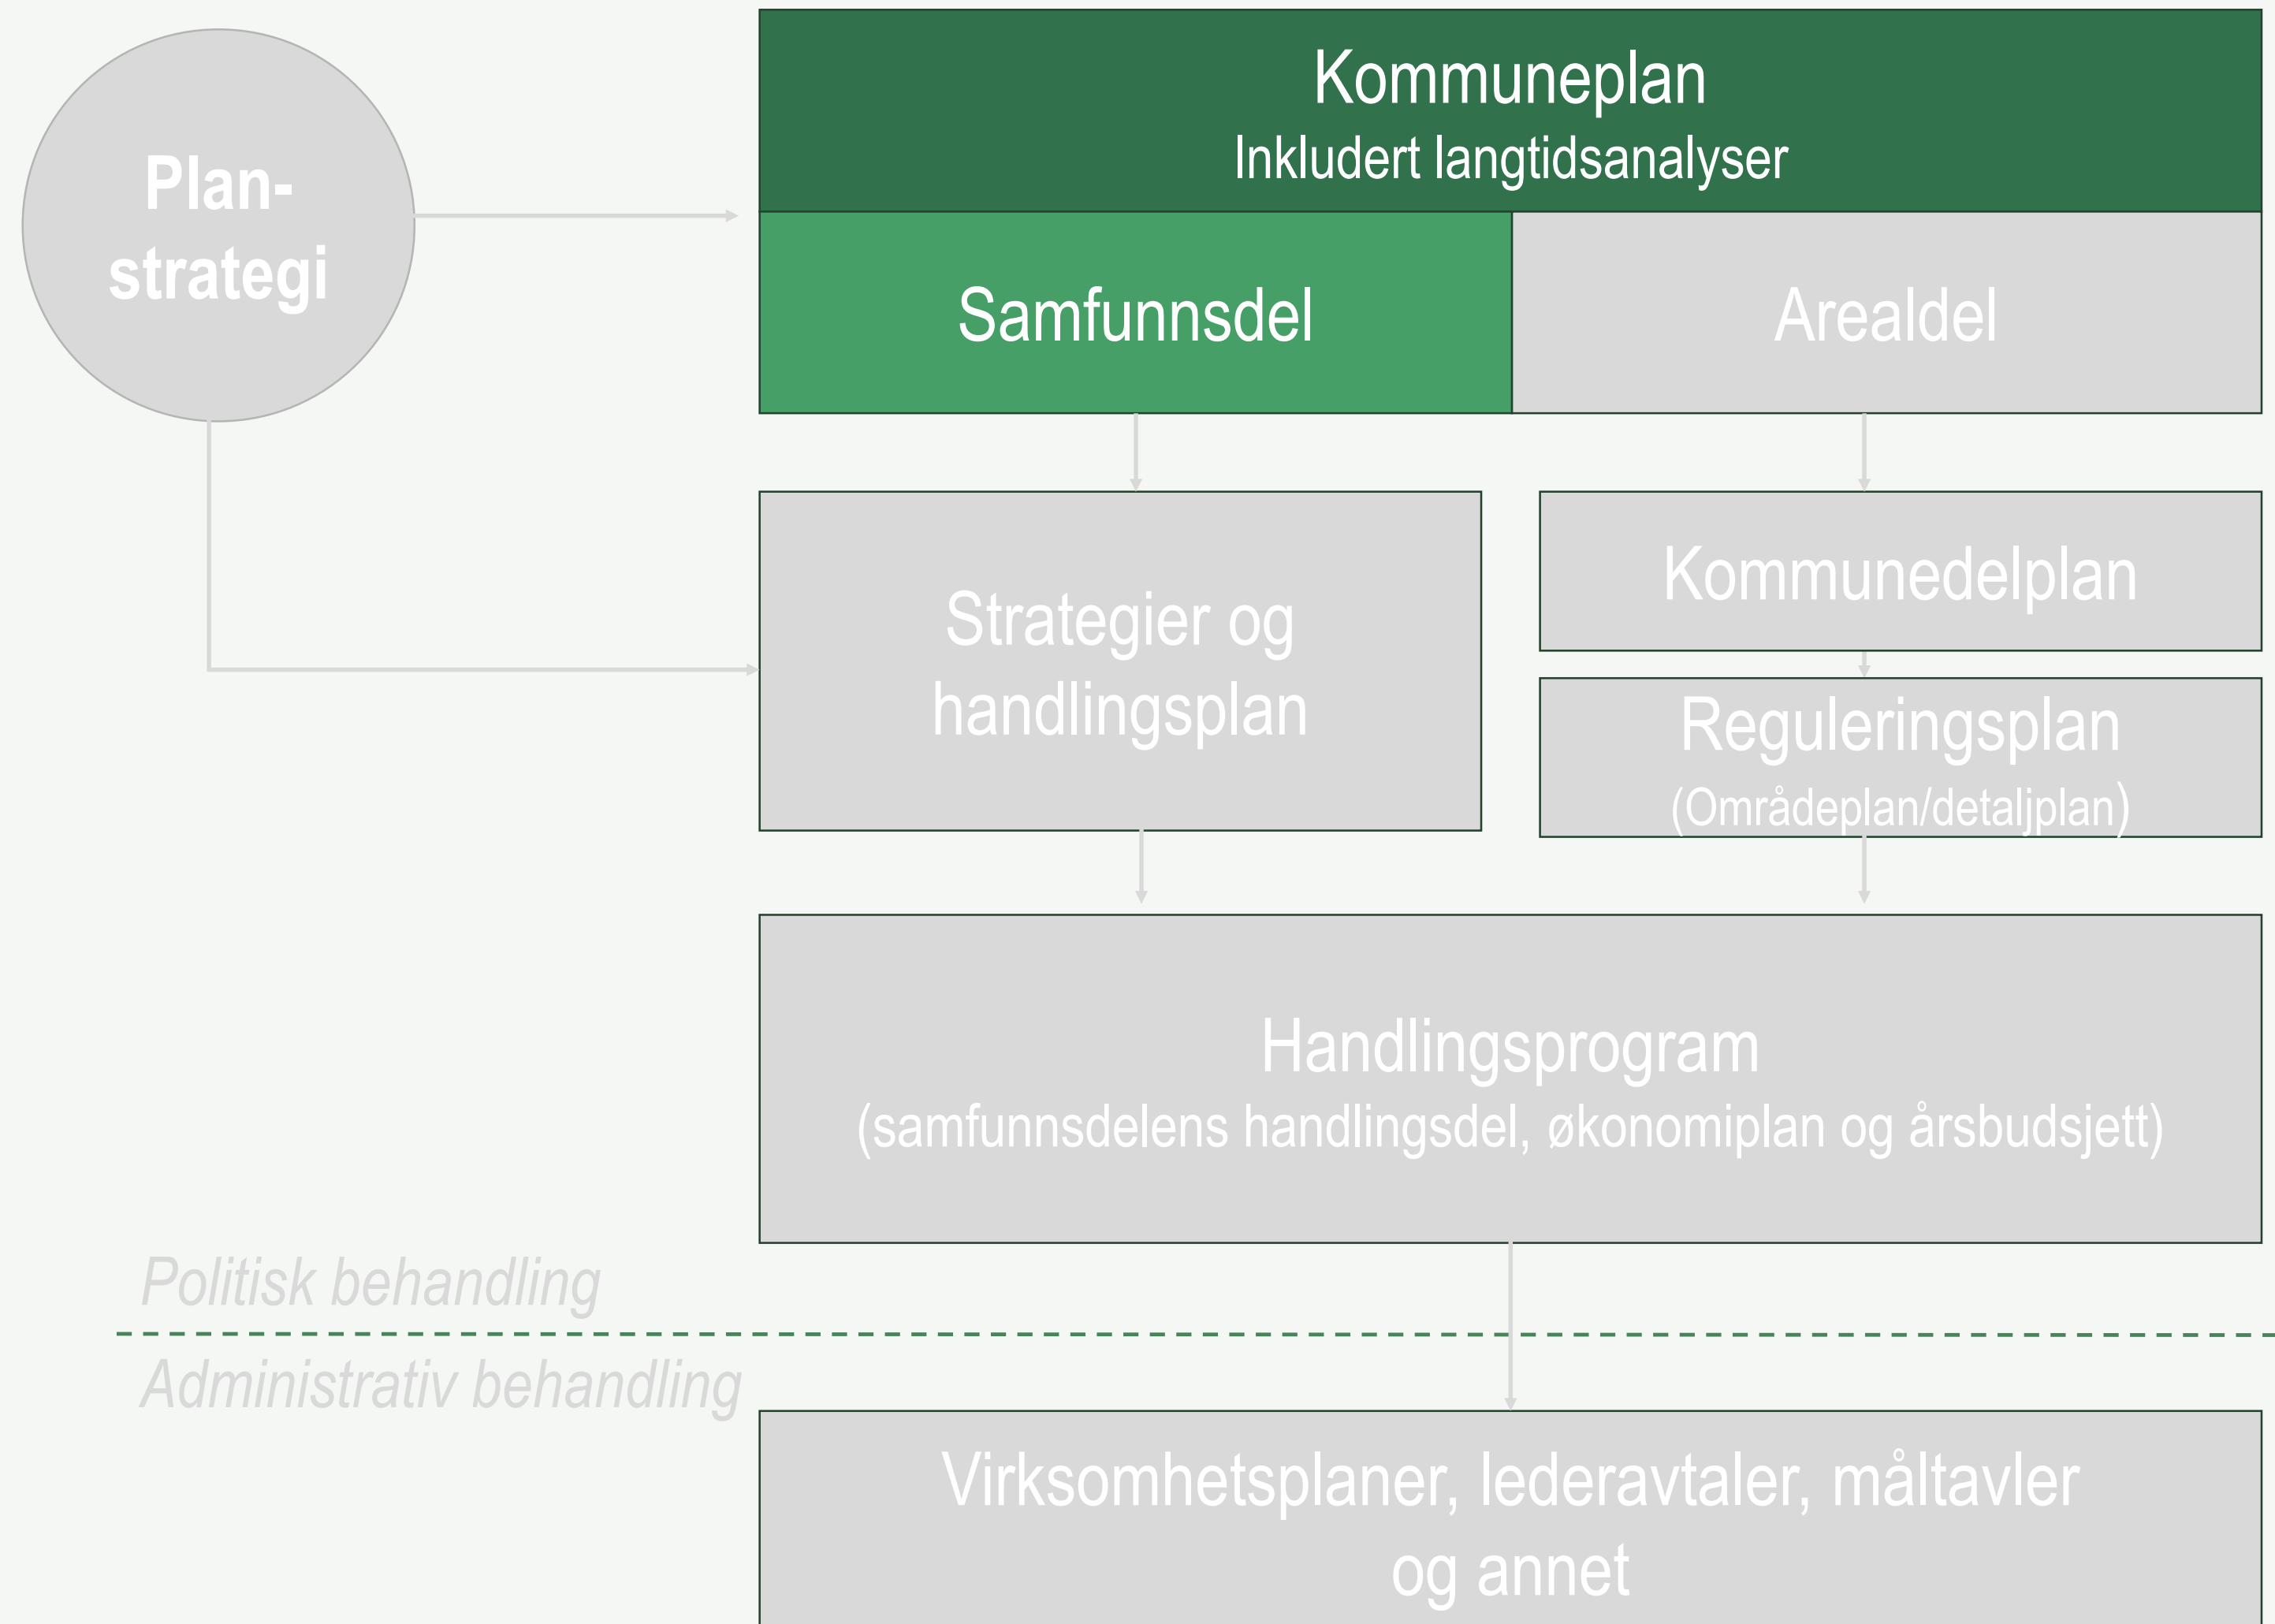 Plan-
strategi
Kommuneplan
Inkludert langtidsanalyser
Samfunnsdel
Arealdel
Strategier og
handlingsplan
Kommunedelplan
Reguleringsplan
(Områdeplan/detaljplan)
Handlingsprogram
(samfunnsdelens handlingsdel, økonomiplan og årsbudsjett)
Politisk behandling
Administrativ behandling
Virksomhetsplaner, lederavtaler, måltavler
og annet